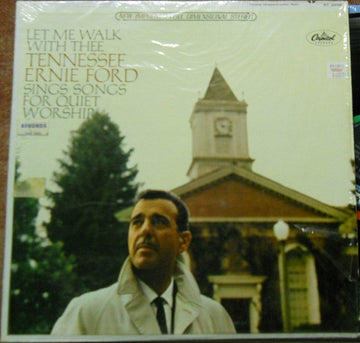 NEW IMPROVED FULL DIMENSIONAL STEREO
LET ME WALK
WITH THEE
TENNESSEE
ERNIE FORD
SINGS SONGS
FOR QUIET
WORSHIP
Capitol